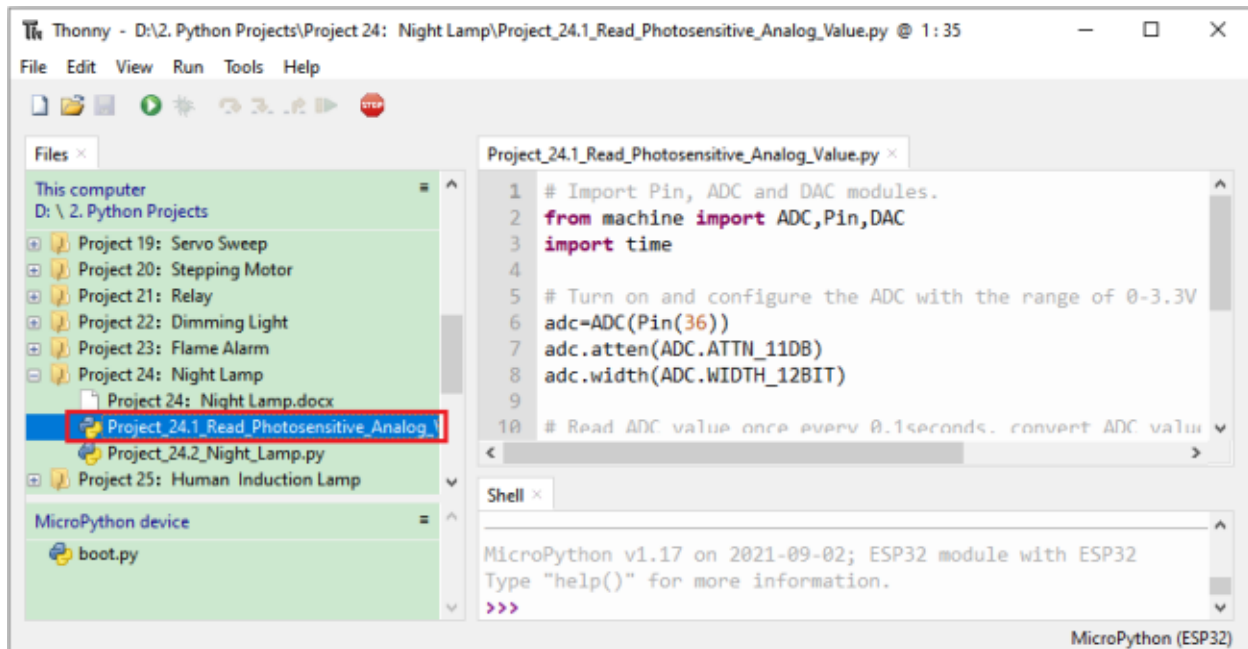 Thonny - D:\2. Python Projects\Project 24: Night Lamp\Project_24.1_Read_Photosensitive_Analog_Value.py @ 1:35
File Edit View Run Tools Help
STOP
Files
This computer
D: \ 2. Python Projects
Project 19: Servo Sweep
Project 20: Stepping Motor
Project 21: Relay
Project 22: Dimming Light
Project 23: Flame Alarm
Project 24: Night Lamp
Project 24: Night Lamp.docx
Project_24.1_Read_Photosensitive_Analog_
Project_24.2_Night_Lamp.py
Project 25: Human Induction Lamp
MicroPython device
boot.py
Project_24.1_Read_Photosensitive_Analog_Value.py
1 # Import Pin, ADC and DAC modules.
2 from machine import ADC,Pin,DAC
3 import time
4
5 # Turn on and configure the ADC with the range of 0-3.3V
6 adc=ADC(Pin(36))
7 adc.atten(ADC.ATTN_11DB)
8 adc.width(ADC.WIDTH_12BIT)
9
10 # Read ADC value once every 0.1seconds, convert ADC valu
Shell
MicroPython v1.17 on 2021-09-02; ESP32 module with ESP32
Type "help()" for more information.
>>>
MicroPython (ESP32)